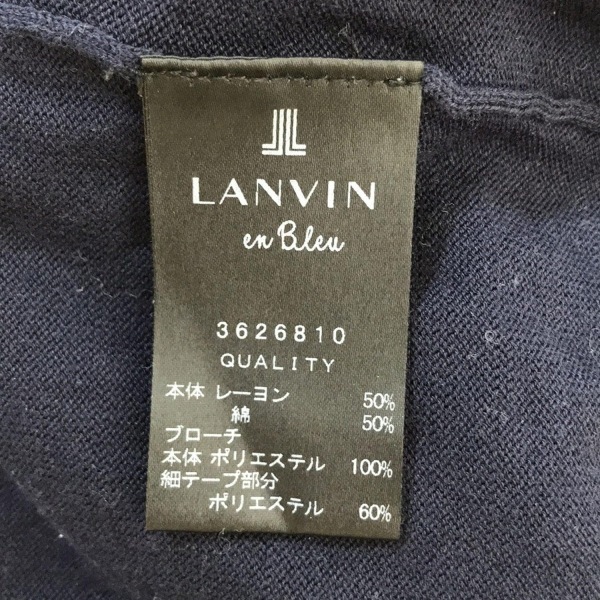 LANVIN
en Bleu
3626810
QUALITY
本体 レーヨン 50%
綿 50%
ブローチ
本体 ポリエステル 100%
細テープ部分
ポリエステル 60%